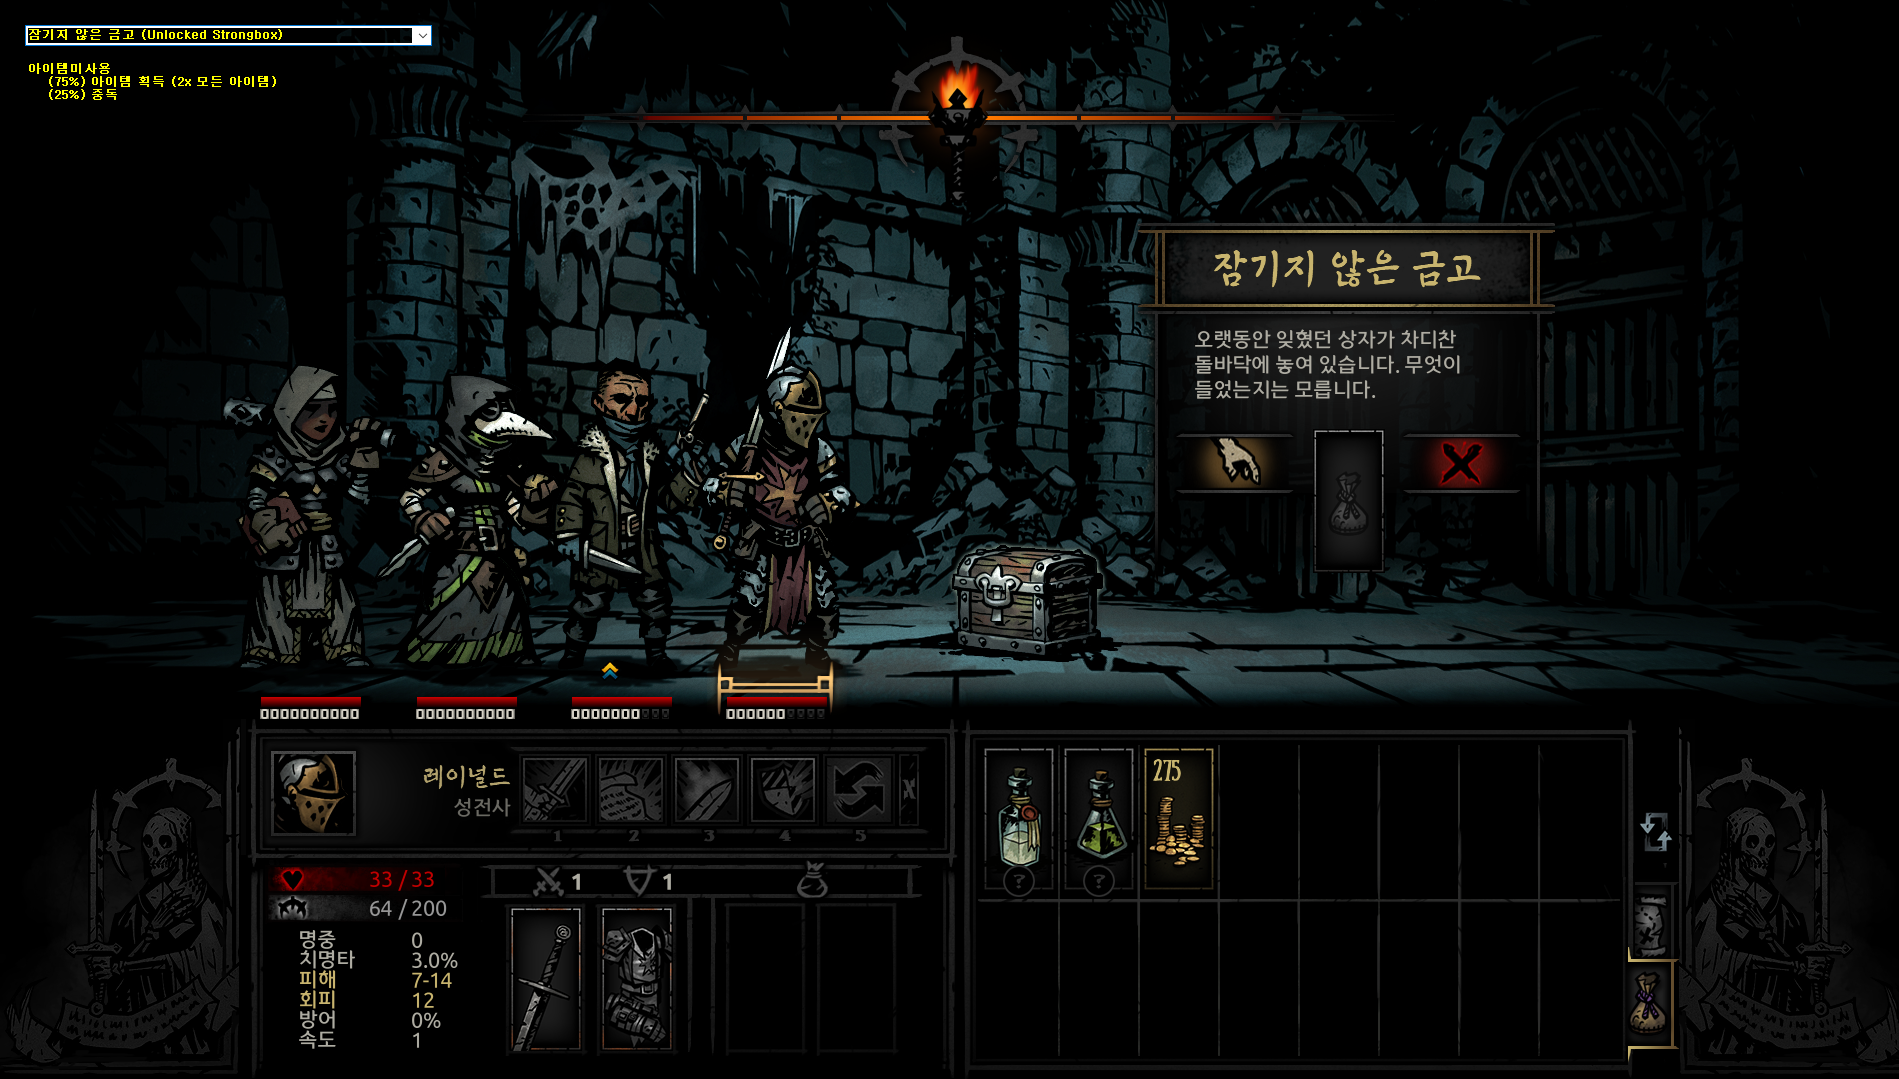 잠기지 않은 금고 (Unlocked Strongbox)
아이템미사용
(75%) 아이템 획득 (2x 모든 아이템)
(25%) 중독
잠기지 않은 금고
오랫동안 잊혔던 상자가 차디찬
돌바닥에 놓여 있습니다. 무엇이
들었는지는 모릅니다.
레이널드
성전사
1 2 3 4 5
33 / 33
64 / 200
1 1
명중 0
치명타 3.0%
피해 7-14
회피 12
방어 0%
속도 1
275
? ?